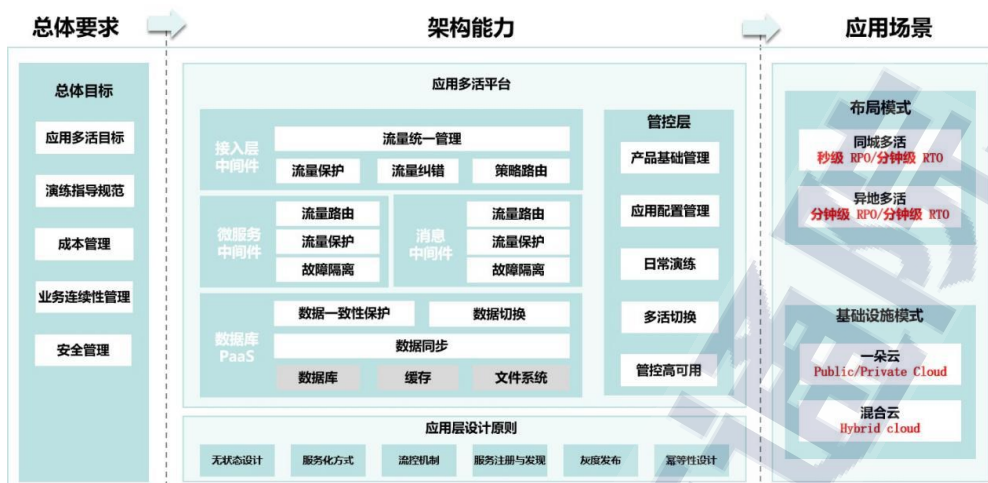 总体要求
架构能力
应用场景
总体目标
应用多活目标
演练指导规范
成本管理
业务连续性管理
安全管理
应用多活平台
接入层
中间件
流量统一管理
流量保护
流量纠错
策略路由
微服务
中间件
流量路由
流量保护
故障隔离
消息
中间件
流量路由
流量保护
故障隔离
数据库
PaaS
数据一致性保护
数据切换
数据同步
数据库
缓存
文件系统
管控层
产品基础管理
应用配置管理
日常演练
多活切换
管控高可用
应用层设计原则
无状态设计
服务化方式
流控机制
服务注册与发现
灰度发布
幂等性设计
布局模式
同城多活
秒级 RPO/分钟级 RTO
异地多活
分钟级 RPO/分钟级 RTO
基础设施模式
一朵云
Public/Private Cloud
混合云
Hybrid cloud